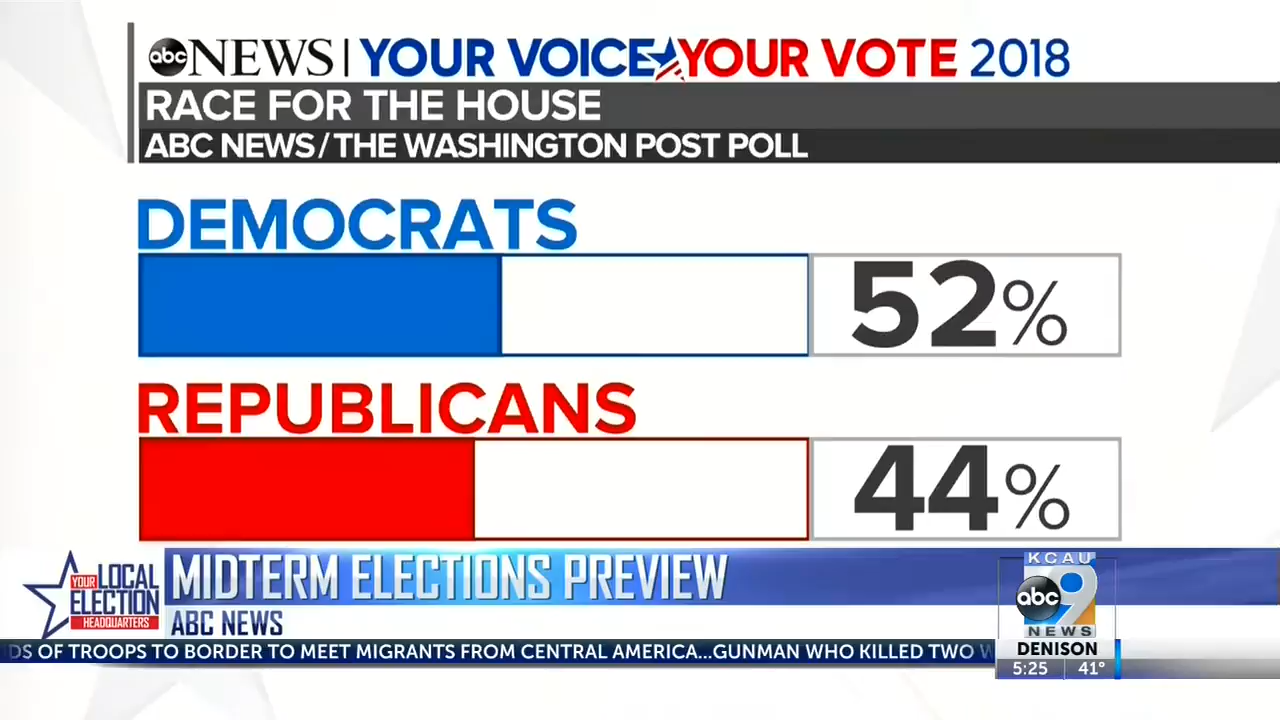 abc NEWS | YOUR VOICE YOUR VOTE 2018
RACE FOR THE HOUSE
ABC NEWS/THE WASHINGTON POST POLL
DEMOCRATS
52%
REPUBLICANS
44%
YOUR LOCAL
ELECTION
HEADQUARTERS
MIDTERM ELECTIONS PREVIEW
ABC NEWS
KCAU
abc 9
NEWS
DENISON
5:25 41°
OF TROOPS TO BORDER TO MEET MIGRANTS FROM CENTRAL AMERICA...GUNMAN WHO KILLED TWO